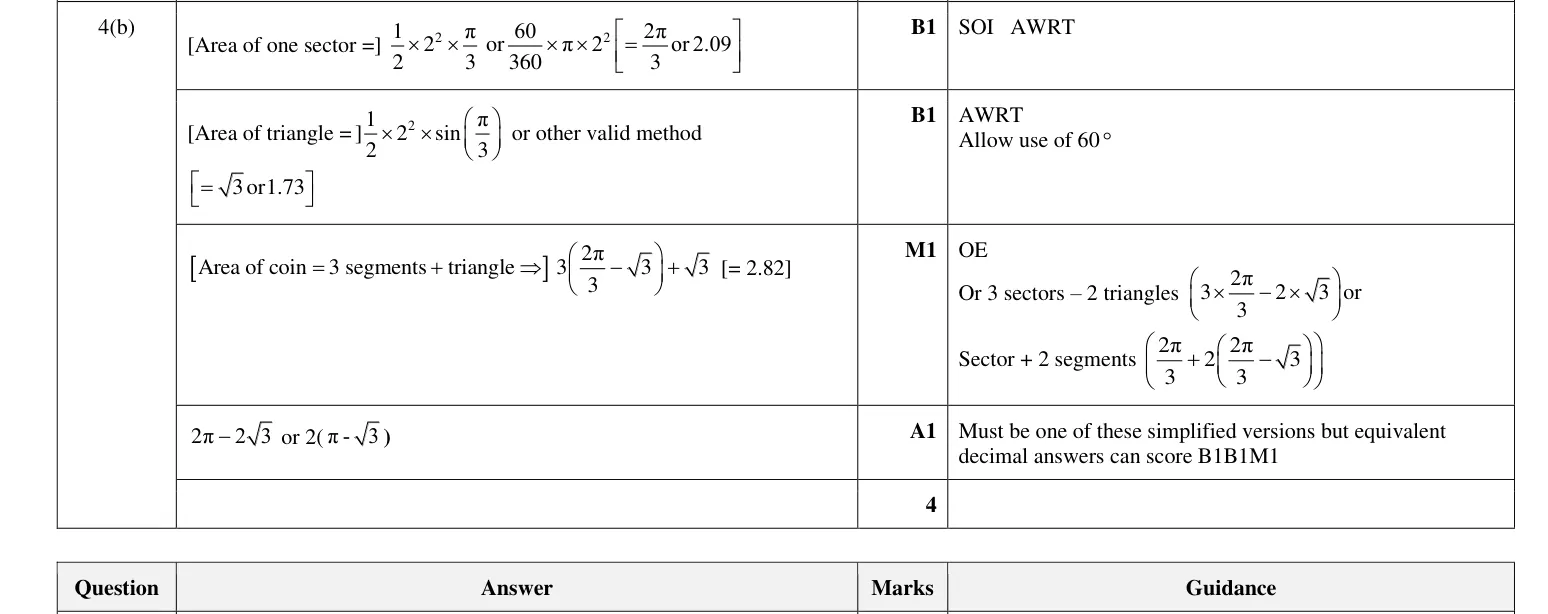 4(b)
[Area of one sector =] 1/2 × 2² × π/3 or 60/360 × π × 2² [= 2π/3 or 2.09]
B1
SOI AWRT
[Area of triangle = ] 1/2 × 2² × sin(π/3) or other valid method
[= √3 or 1.73]
B1
AWRT
Allow use of 60°
[Area of coin = 3 segments + triangle ⇒] 3(2π/3 − √3) + √3 [= 2.82]
M1
OE
Or 3 sectors – 2 triangles (3 × 2π/3 − 2 × √3) or
Sector + 2 segments (2π/3 + 2(2π/3 − √3))
2π − 2√3 or 2( π - √3 )
A1
Must be one of these simplified versions but equivalent
decimal answers can score B1B1M1
4
Question Answer Marks Guidance